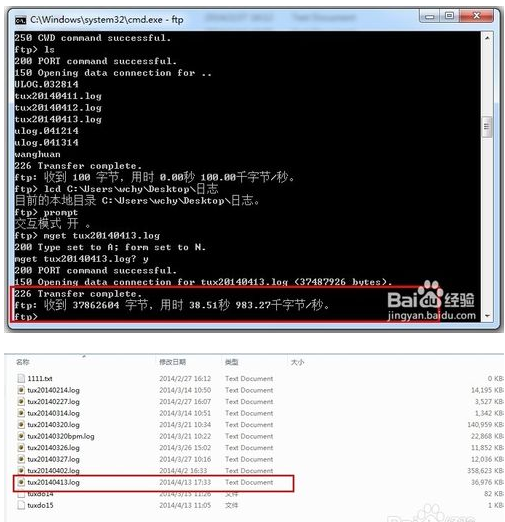 C:\Windows\system32\cmd.exe - ftp
250 CWD command successful.
ftp> ls
200 PORT command successful.
150 Opening data connection for ..
ULOG.032814
tux20140411.log
tux20140412.log
tux20140413.log
ulog.041214
ulog.041314
wanghuan
226 Transfer complete.
ftp: 收到 100 字节，用时 0.00秒 100.00千字节/秒。
ftp> lcd C:\Users\wchy\Desktop\日志
目前的本地目录 C:\Users\wchy\Desktop\日志。
ftp> prompt
交互模式 开 。
ftp> mget tux20140413.log
200 Type set to A; form set to N.
mget tux20140413.log? y
200 PORT command successful.
150 Opening data connection for tux20140413.log (37487926 bytes).
226 Transfer complete.
ftp: 收到 37862604 字节，用时 38.51秒 983.27千字节/秒。
ftp>
Baidu 经验
jingyan.baidu.com
名称 修改日期 类型 大小
1111.txt 2014/2/27 16:12 Text Document 0 KB
tux20140214.log 2014/3/14 10:50 Text Document 14,195 KB
tux20140227.log 2014/2/27 16:07 Text Document 3,527 KB
tux20140314.log 2014/3/14 10:51 Text Document 1,342 KB
tux20140320.log 2014/3/21 10:34 Text Document 140,959 KB
tux20140320bpm.log 2014/3/21 10:22 Text Document 22,868 KB
tux20140326.log 2014/3/26 15:02 Text Document 11,852 KB
tux20140327.log 2014/3/27 10:16 Text Document 12,036 KB
tux20140402.log 2014/4/2 16:33 Text Document 358,623 KB
tux20140413.log 2014/4/13 17:33 Text Document 36,976 KB
tuxdo14 2014/3/13 11:26 文件 82 KB
tuxdo15 2014/3/13 11:05 文件 1 KB